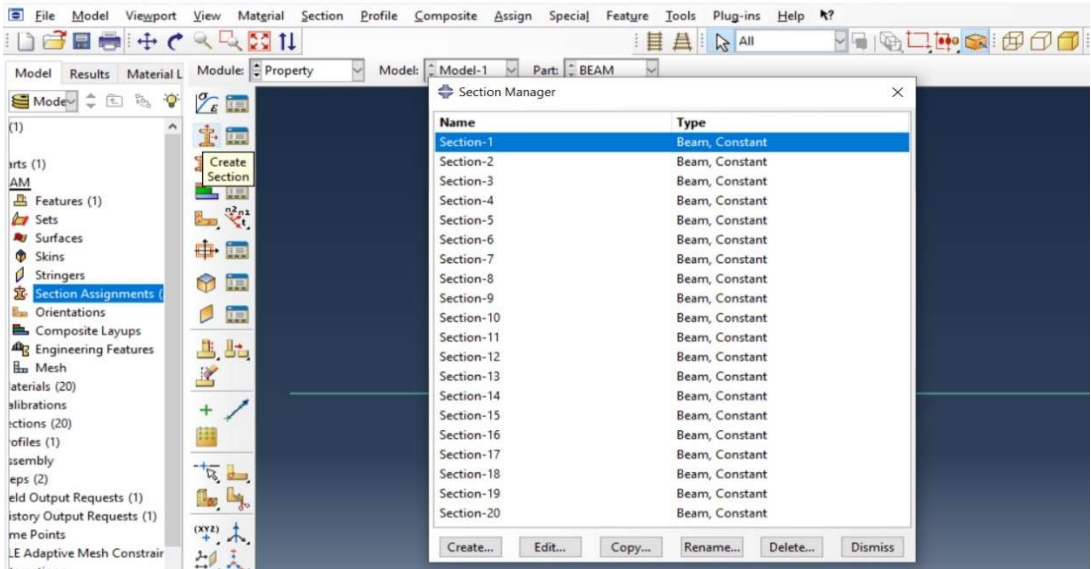 File Model Viewport View Material Section Profile Composite Assign Special Feature Tools Plug-ins Help
All
Model Results Material L Module: Property Model: Model-1 Part: BEAM
Mode
Section Manager
(1)
Name Type
Section-1 Beam, Constant
Section-2 Beam, Constant
Section-3 Beam, Constant
Section-4 Beam, Constant
Section-5 Beam, Constant
Section-6 Beam, Constant
Section-7 Beam, Constant
Section-8 Beam, Constant
Section-9 Beam, Constant
Section-10 Beam, Constant
Section-11 Beam, Constant
Section-12 Beam, Constant
Section-13 Beam, Constant
Section-14 Beam, Constant
Section-15 Beam, Constant
Section-16 Beam, Constant
Section-17 Beam, Constant
Section-18 Beam, Constant
Section-19 Beam, Constant
Section-20 Beam, Constant
Create... Edit... Copy... Rename... Delete... Dismiss
Create
Section
arts (1)
AM
Features (1)
Sets
Surfaces
Skins
Stringers
Section Assignments (
Orientations
Composite Layups
Engineering Features
Mesh
aterials (20)
alibrations
ections (20)
ofiles (1)
ssembly
eps (2)
eld Output Requests (1)
istory Output Requests (1)
me Points
LE Adaptive Mesh Constrair
n2 n1
t
(XYZ)